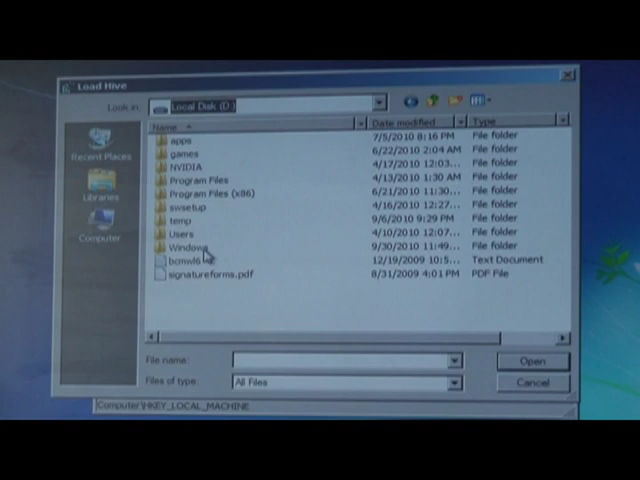 Load Hive
Look in: Local Disk (D:)
Name Date modified Type
apps 7/5/2010 8:16 PM File folder
games 6/22/2010 2:04 AM File folder
NVIDIA 4/17/2010 12:03... File folder
Program Files 4/13/2010 1:30 AM File folder
Program Files (x86) 6/21/2010 11:30... File folder
swsetup 4/16/2010 12:27... File folder
temp 9/6/2010 9:29 PM File folder
Users 4/10/2010 12:07... File folder
Windows 9/30/2010 11:49... File folder
bcmwl6 12/19/2009 10:5... Text Document
signatureforms.pdf 8/31/2009 4:01 PM PDF File
Recent Places
Libraries
Computer
File name: Open
Files of type: All Files Cancel
Computer\HKEY_LOCAL_MACHINE